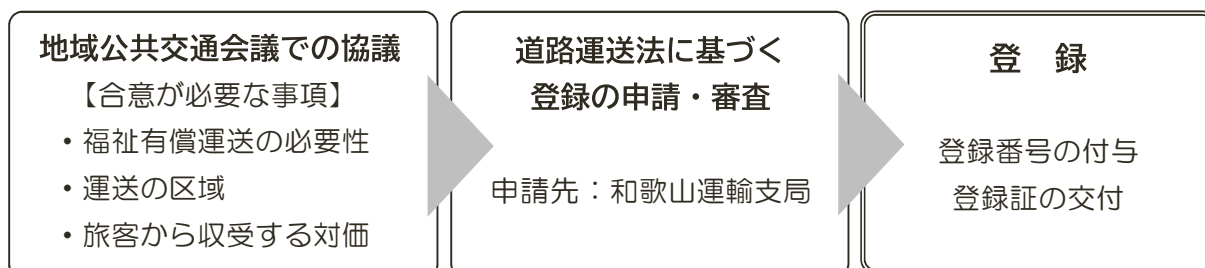 地域公共交通会議での協議
【合意が必要な事項】
・福祉有償運送の必要性
・運送の区域
・旅客から収受する対価
道路運送法に基づく
登録の申請・審査
申請先：和歌山運輸支局
登　録
登録番号の付与
登録証の交付